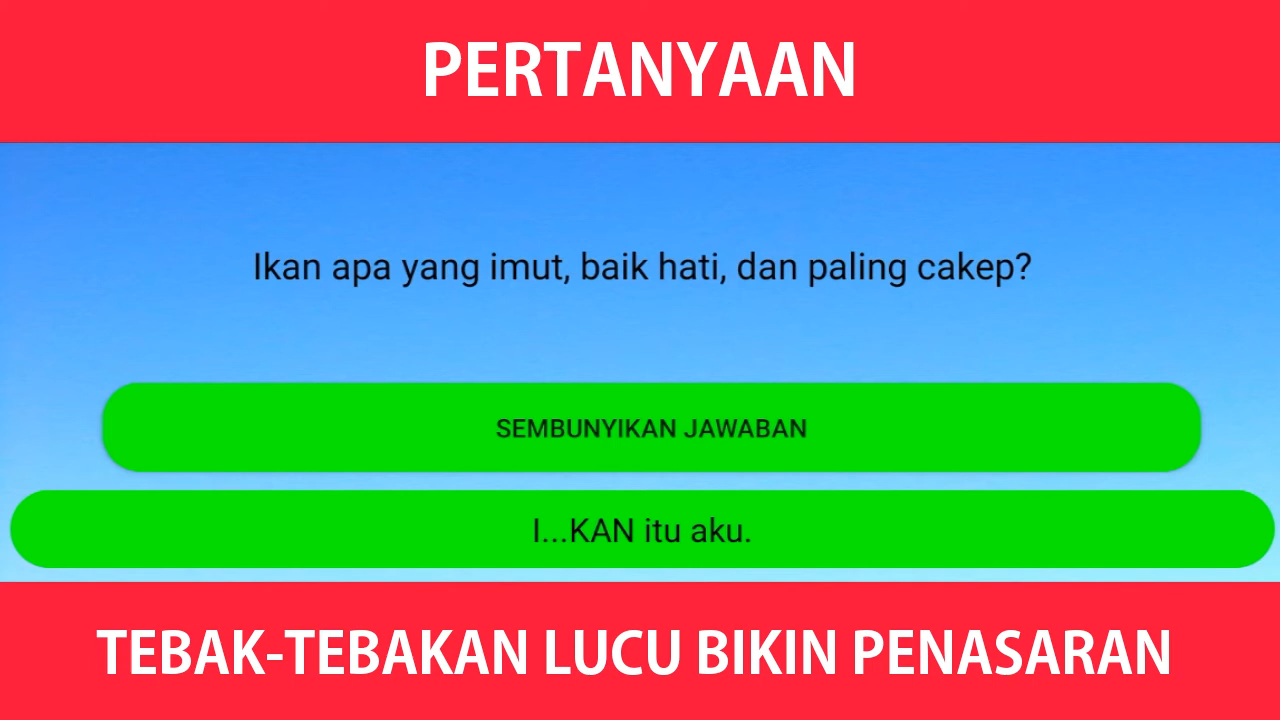 PERTANYAAN
Ikan apa yang imut, baik hati, dan paling cakep?
SEMBUNYIKAN JAWABAN
I...KAN itu aku.
TEBAK-TEBAKAN LUCU BIKIN PENASARAN